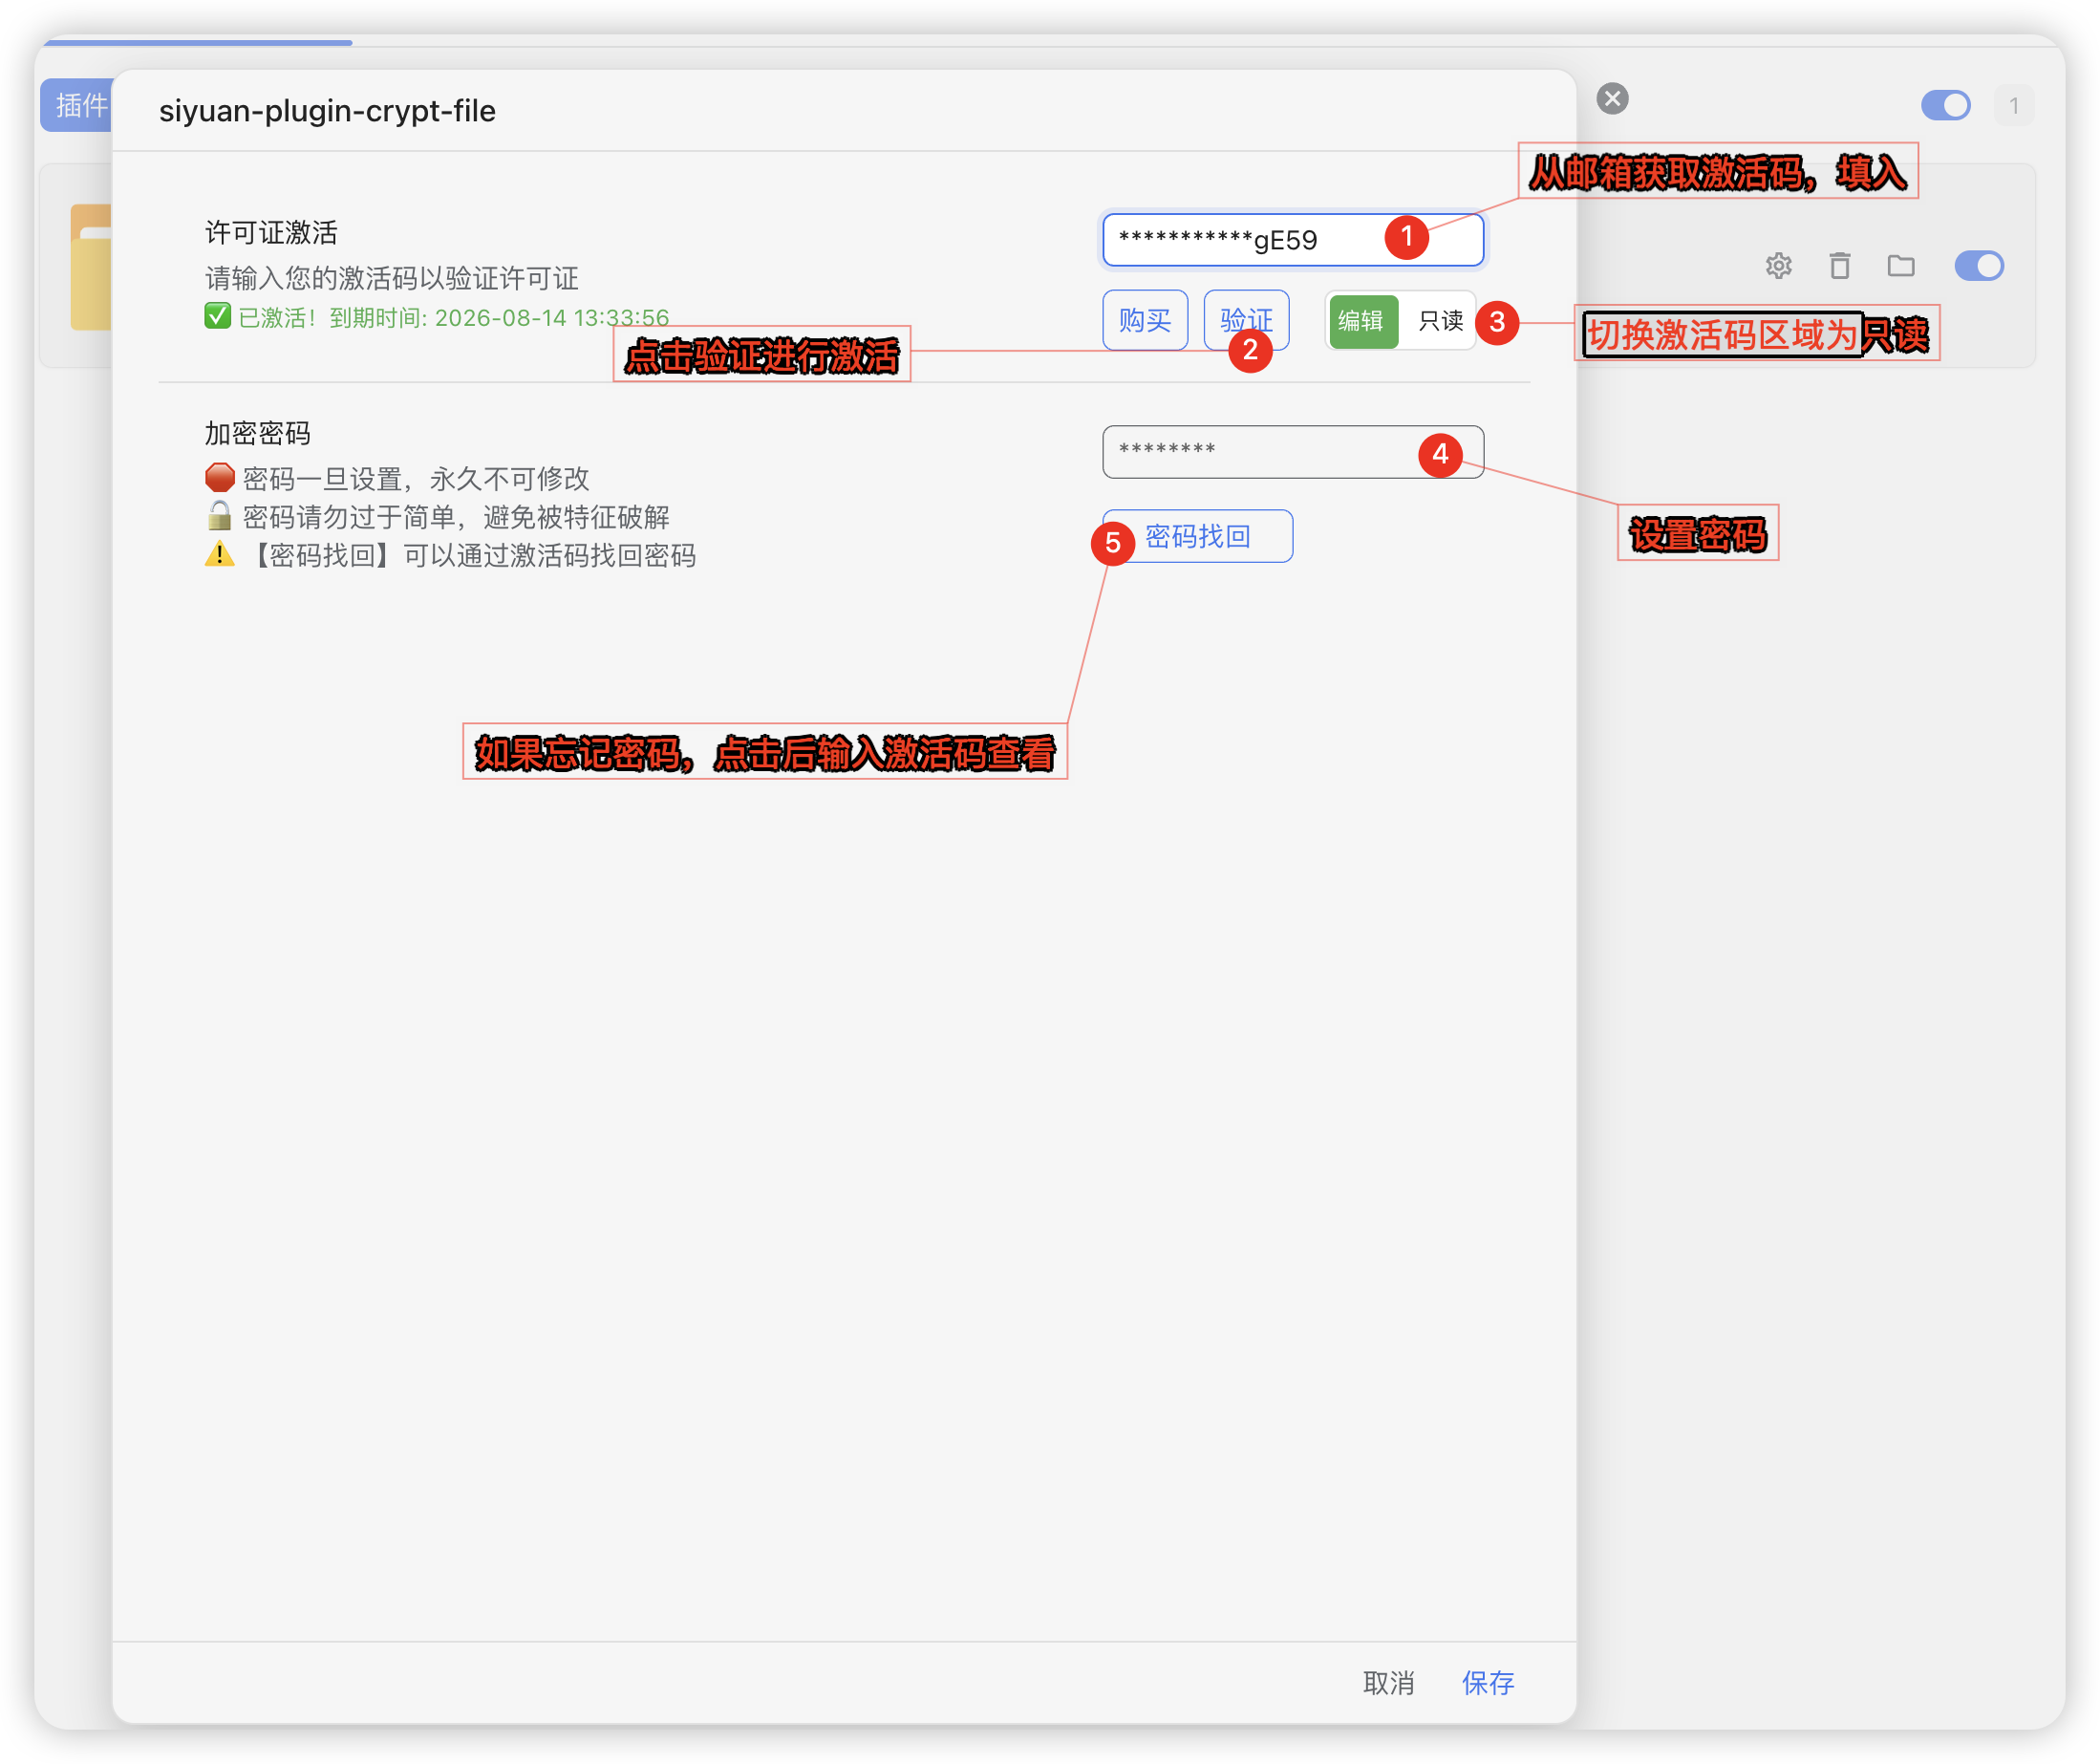 插件
siyuan-plugin-crypt-file
1
从邮箱获取激活码，填入
许可证激活
***********gE59
1
请输入您的激活码以验证许可证
✅ 已激活！到期时间: 2026-08-14 13:33:56
购买
验证
编辑
只读
3
切换激活码区域为只读
点击验证进行激活
2
加密密码
********
4
🛑 密码一旦设置，永久不可修改
🔓 密码请勿过于简单，避免被特征破解
设置密码
5
密码找回
⚠️ 【密码找回】可以通过激活码找回密码
如果忘记密码，点击后输入激活码查看
取消
保存